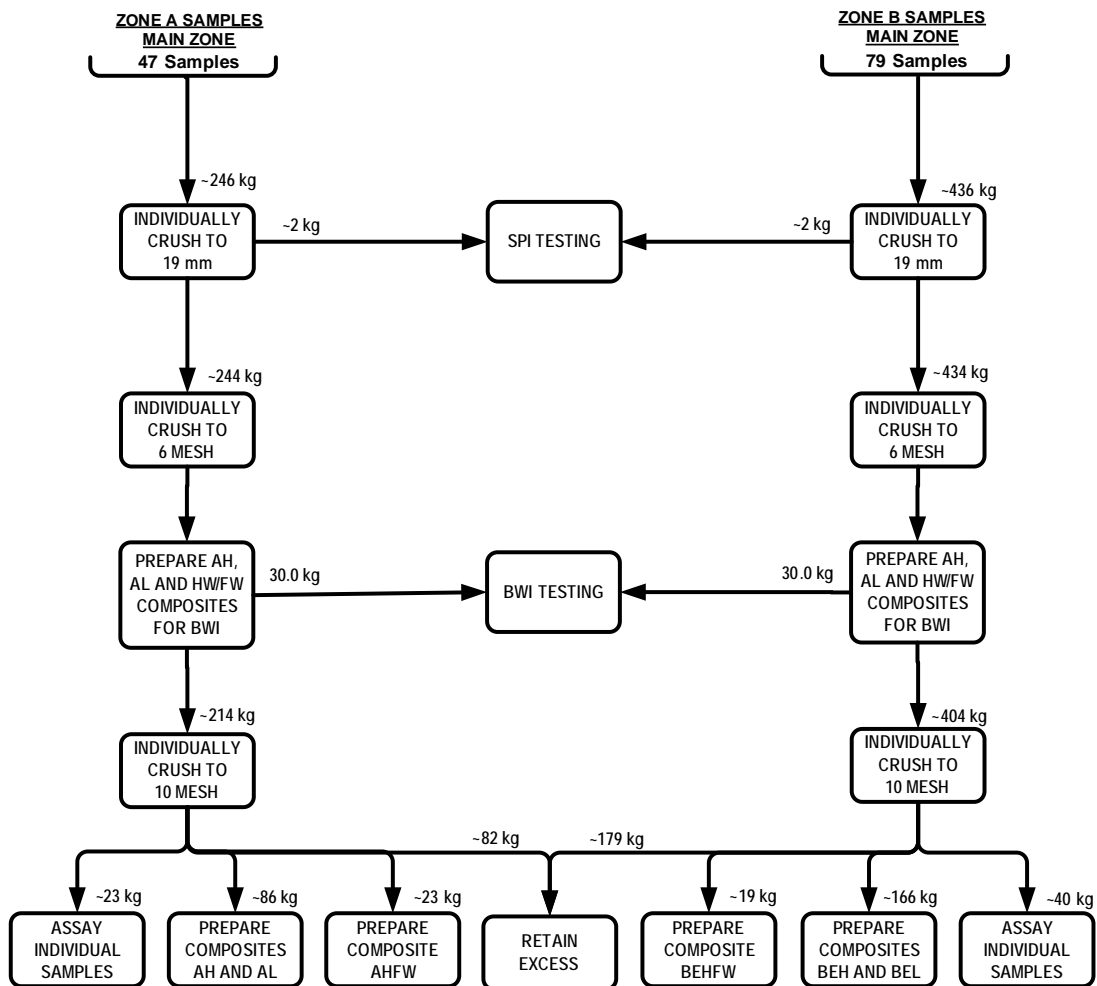 ZONE A SAMPLES
MAIN ZONE
47 Samples
ZONE B SAMPLES
MAIN ZONE
79 Samples
~246 kg
~436 kg
INDIVIDUALLY
CRUSH TO
19 mm
~2 kg
SPI TESTING
~2 kg
INDIVIDUALLY
CRUSH TO
19 mm
~244 kg
~434 kg
INDIVIDUALLY
CRUSH TO
6 MESH
INDIVIDUALLY
CRUSH TO
6 MESH
PREPARE AH,
AL AND HW/FW
COMPOSITES
FOR BWI
30.0 kg
BWI TESTING
30.0 kg
PREPARE AH,
AL AND HW/FW
COMPOSITES
FOR BWI
~214 kg
~404 kg
INDIVIDUALLY
CRUSH TO
10 MESH
INDIVIDUALLY
CRUSH TO
10 MESH
~82 kg
~179 kg
~23 kg
~86 kg
~23 kg
~19 kg
~166 kg
~40 kg
ASSAY
INDIVIDUAL
SAMPLES
PREPARE
COMPOSITES
AH AND AL
PREPARE
COMPOSITE
AHFW
RETAIN
EXCESS
PREPARE
COMPOSITE
BEHFW
PREPARE
COMPOSITES
BEH AND BEL
ASSAY
INDIVIDUAL
SAMPLES